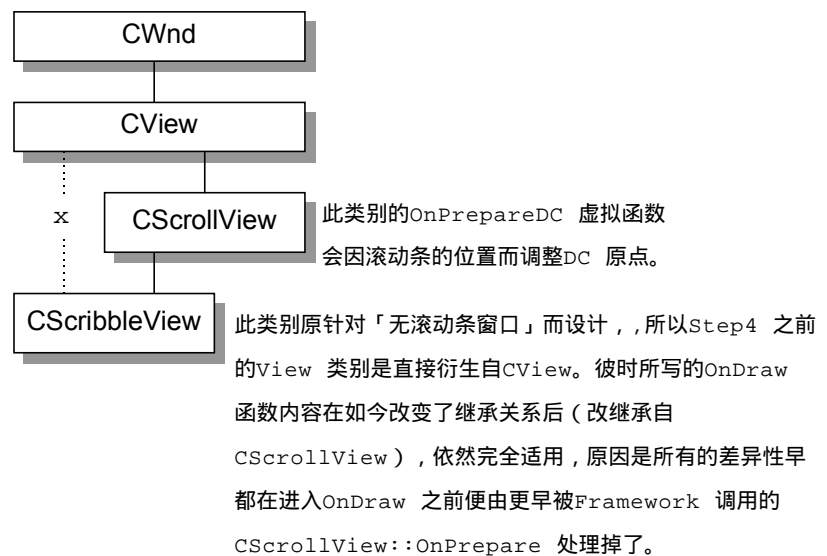 CWnd
CView
x
CScrollView
此类别的OnPrepareDC 虚拟函数
会因滚动条的位置而调整DC 原点。
CScribbleView
此类别原针对「无滚动条窗口」而设计，,所以Step4 之前
的View 类别是直接衍生自CView。彼时所写的OnDraw
函数内容在如今改变了继承关系后（改继承自
CScrollView），依然完全适用，原因是所有的差异性早
都在进入OnDraw 之前便由更早被Framework 调用的
CScrollView::OnPrepare 处理掉了。